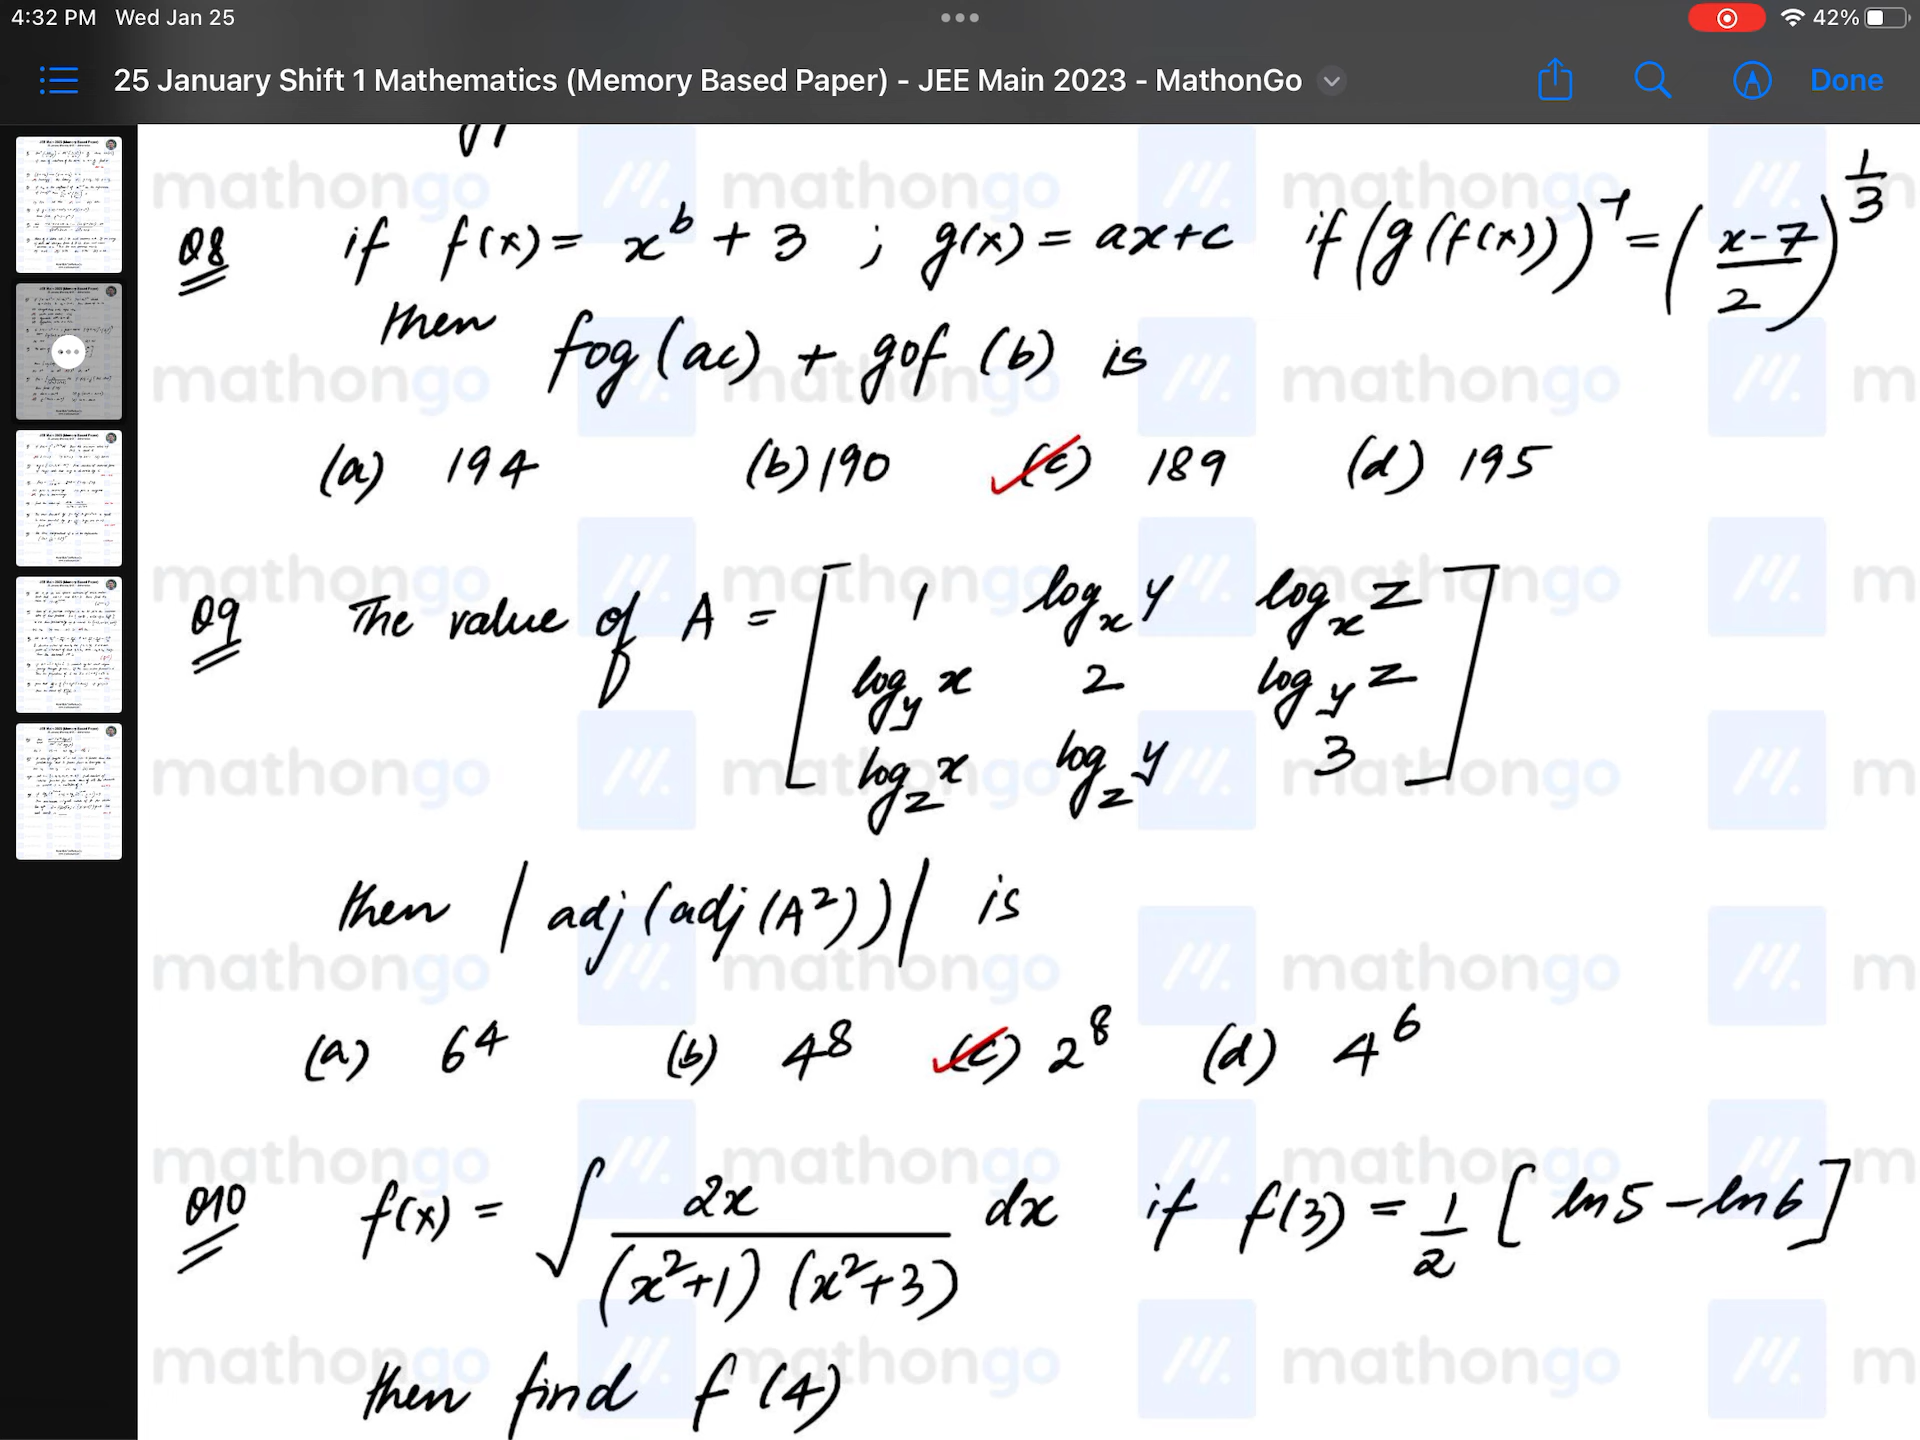 4:32 PM Wed Jan 25
42%
25 January Shift 1 Mathematics (Memory Based Paper) - JEE Main 2023 - MathonGo
Done
Q8 if f(x) = x^b + 3 ; g(x) = ax+c if (g(f(x)))^-1 = ((x-7)/2)^(1/3)
then fog(ac) + gof(b) is
(a) 194 (b) 190 (c) 189 (d) 195
Q9 The value of A = [ 1 log_x y log_x z
log_y x 2 log_y z
log_z x log_z y 3 ]
then |adj(adj(A²))| is
(a) 6^4 (b) 4^8 (c) 2^8 (d) 4^6
Q10 f(x) = ∫ 2x/((x²+1)(x²+3)) dx if f(3) = 1/2 [ln5 - ln6]
then find f(4)
mathongo